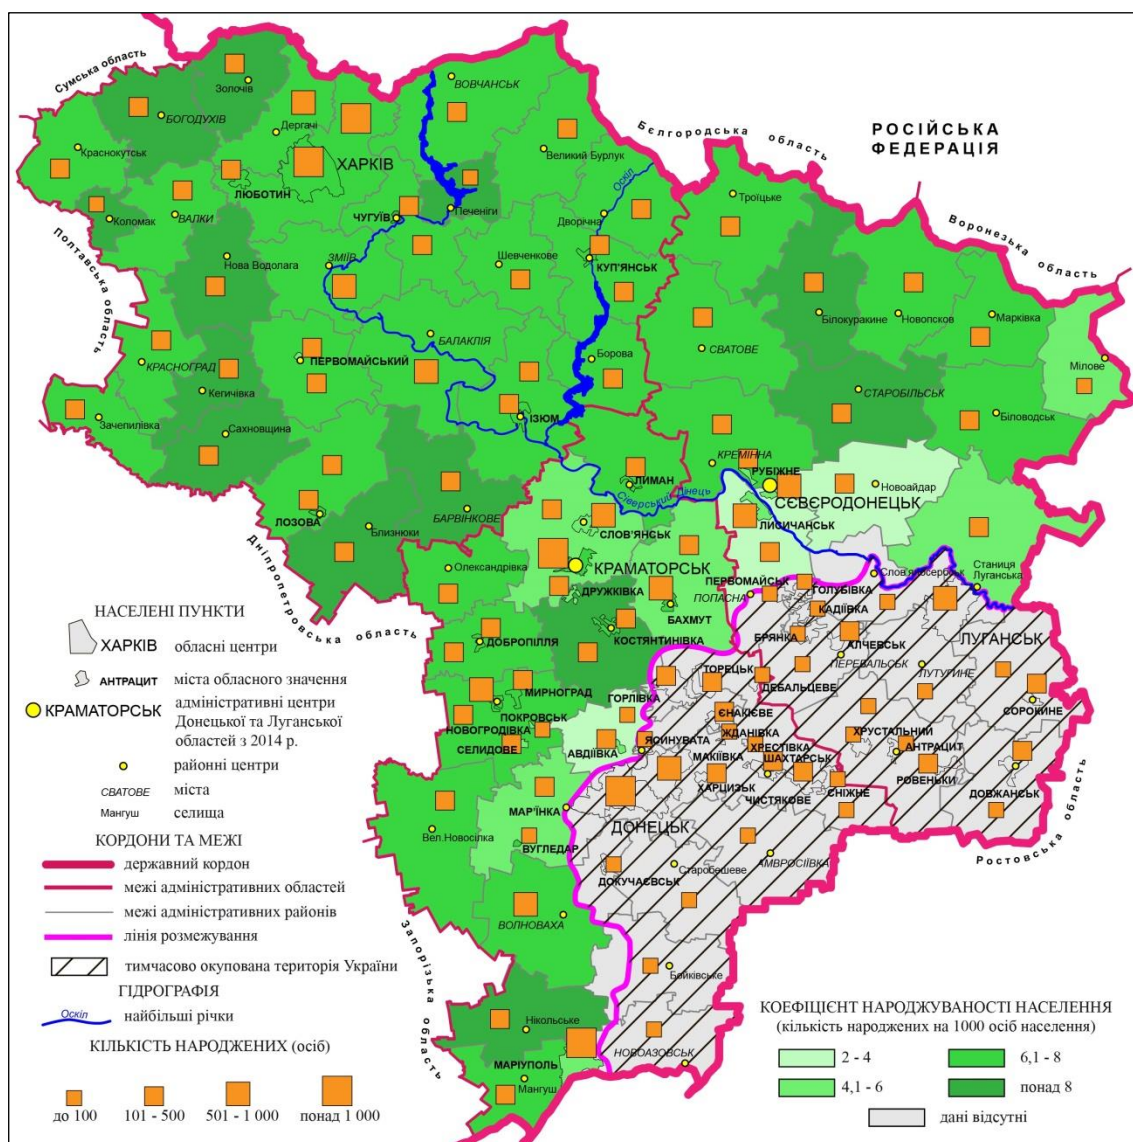 Сумська область
Золочів
БОГОДУХІВ
Дергачі
Краснокутськ
ХАРКІВ
ЛЮБОТИН
Коломак
ВАЛКИ
ВОВЧАНСЬК
Великий Бурлук
Бєлгородська область
РОСІЙСЬКА
ФЕДЕРАЦІЯ
Оскіл
Троїцьке
Воронезька область
Печеніги
ЧУГУЇВ
Дворічна
Полтавська область
Нова Водолага
ЗМІЇВ
Шевченкове
КУП'ЯНСЬК
Білокуракине
Новопсков
Марківка
БАЛАКЛІЯ
Борова
СВАТОВЕ
Мілове
КРАСНОГРАД
ПЕРВОМАЙСЬКИЙ
Кегичівка
СТАРОБІЛЬСЬК
Зачепилівка
ІЗЮМ
Біловодськ
Сахновщина
КРЕМІННА
РУБІЖНЕ
ЛИМАН
Сіверський Дінець
Новоайдар
СЄВЄРОДОНЕЦЬК
ЛОЗОВА
БАРВІНКОВЕ
Близнюки
СЛОВ'ЯНСЬК
ЛИСИЧАНСЬК
Дніпропетровська область
Олександрівка
КРАМАТОРСЬК
ПЕРВОМАЙСЬК
Слов'яносербськ
Станиця
Луганська
ДРУЖКІВКА
ПОПАСНА
ГОЛУБІВКА
КАДІЇВКА
БАХМУТ
БРЯНКА
АЛЧЕВСЬК
ЛУГАНСЬК
ДОБРОПІЛЛЯ
КОСТЯНТИНІВКА
ПЕРЕВАЛЬСЬК
ЛУТУГИНЕ
ТОРЕЦЬК
ДЕБАЛЬЦЕВЕ
МИРНОГРАД
ГОРЛІВКА
СОРОКИНЕ
ПОКРОВСЬК
ЄНАКІЄВЕ
НОВОГРОДІВКА
ЖДАНІВКА
ХРУСТАЛЬНИЙ
СЕЛИДОВЕ
АВДІЇВКА
ЯСИНУВАТА
ХРЕСТІВКА
АНТРАЦИТ
МАКІЇВКА
ШАХТАРСЬК
РОВЕНЬКИ
ХАРЦИЗЬК
ЧИСТЯКОВЕ
СНІЖНЕ
ДОВЖАНСЬК
МАР'ЇНКА
ДОНЕЦЬК
Вел.Новосілка
ВУГЛЕДАР
Ростовська область
ДОКУЧАЄВСЬК
Старобешеве
АМВРОСІЇВКА
ВОЛНОВАХА
Запорізька область
Бойківське
Нікольське
НОВОАЗОВСЬК
МАРІУПОЛЬ
Мангуш
НАСЕЛЕНІ ПУНКТИ
ХАРКІВ обласні центри
АНТРАЦИТ міста обласного значення
КРАМАТОРСЬК адміністративні центри
Донецької та Луганської
областей з 2014 р.
районні центри
СВАТОВЕ міста
Мангуш селища
КОРДОНИ ТА МЕЖІ
державний кордон
межі адміністративних областей
межі адміністративних районів
лінія розмежування
тимчасово окупована територія України
ГІДРОГРАФІЯ
Оскіл найбільші річки
КІЛЬКІСТЬ НАРОДЖЕНИХ (осіб)
до 100 101 - 500 501 - 1 000 понад 1 000
КОЕФІЦІЄНТ НАРОДЖУВАНОСТІ НАСЕЛЕННЯ
(кількість народжених на 1000 осіб населення)
2 - 4 6,1 - 8
4,1 - 6 понад 8
дані відсутні